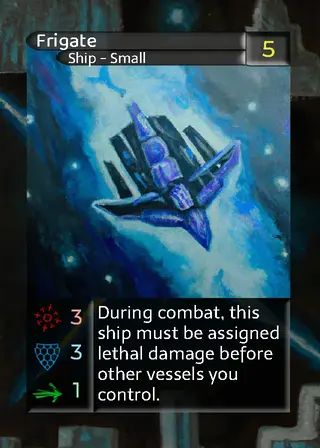 Frigate
5
Ship - Small
3
3
1
During combat, this
ship must be assigned
lethal damage before
other vessels you
control.